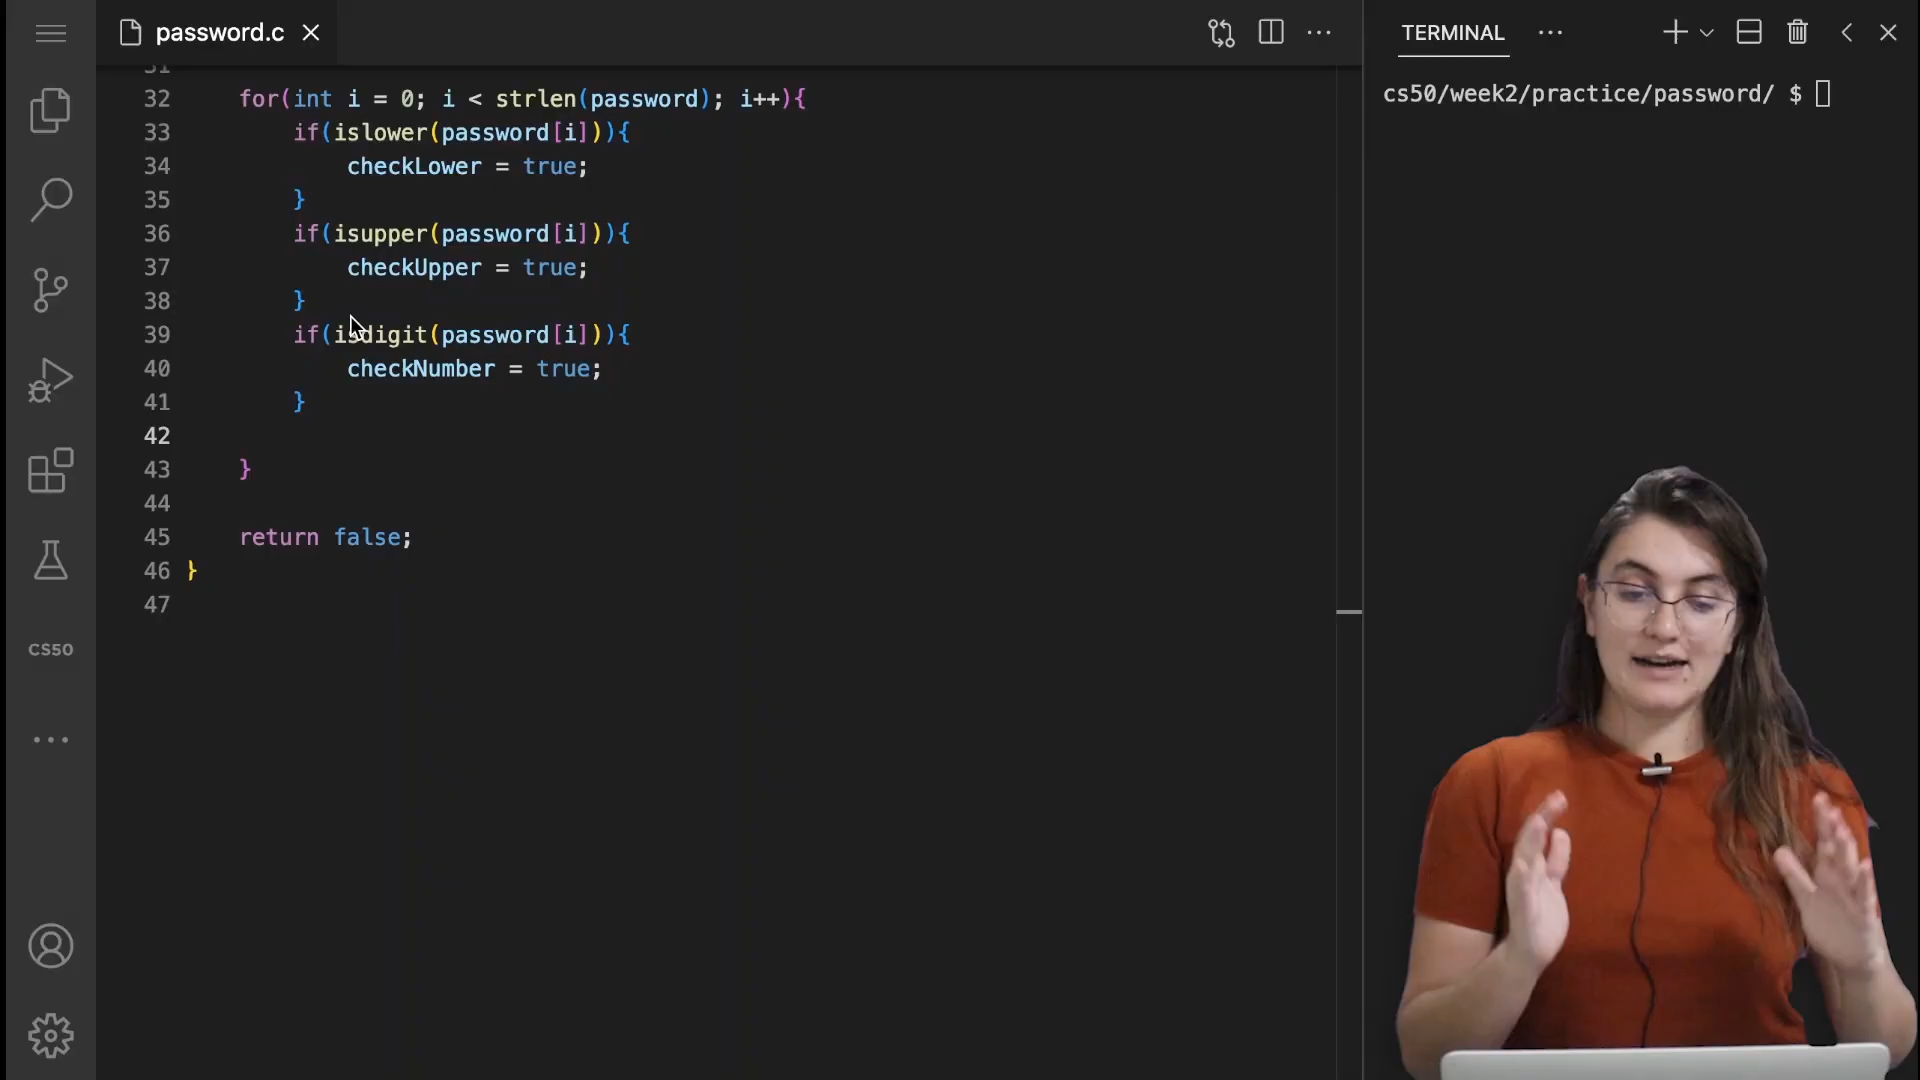 password.c
TERMINAL
31
32 for(int i = 0; i < strlen(password); i++){
33 if(islower(password[i])){
34 checkLower = true;
35 }
36 if(isupper(password[i])){
37 checkUpper = true;
38 }
39 if(isdigit(password[i])){
40 checkNumber = true;
41 }
42
43 }
44
45 return false;
46 }
47
CS50
cs50/week2/practice/password/ $